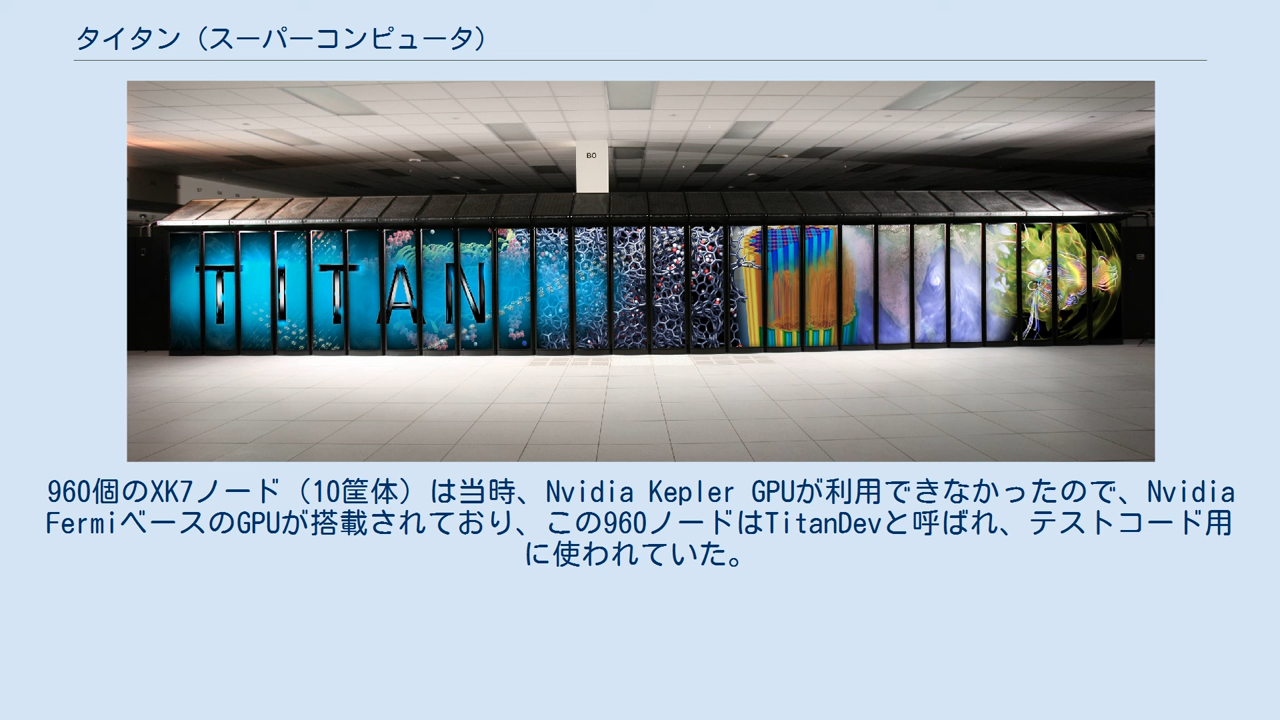 タイタン（スーパーコンピュータ）
BO
TITAN
960個のXK7ノード（10筐体）は当時、Nvidia Kepler GPUが利用できなかったので、Nvidia
FermiベースのGPUが搭載されており、この960ノードはTitanDevと呼ばれ、テストコード用
に使われていた。